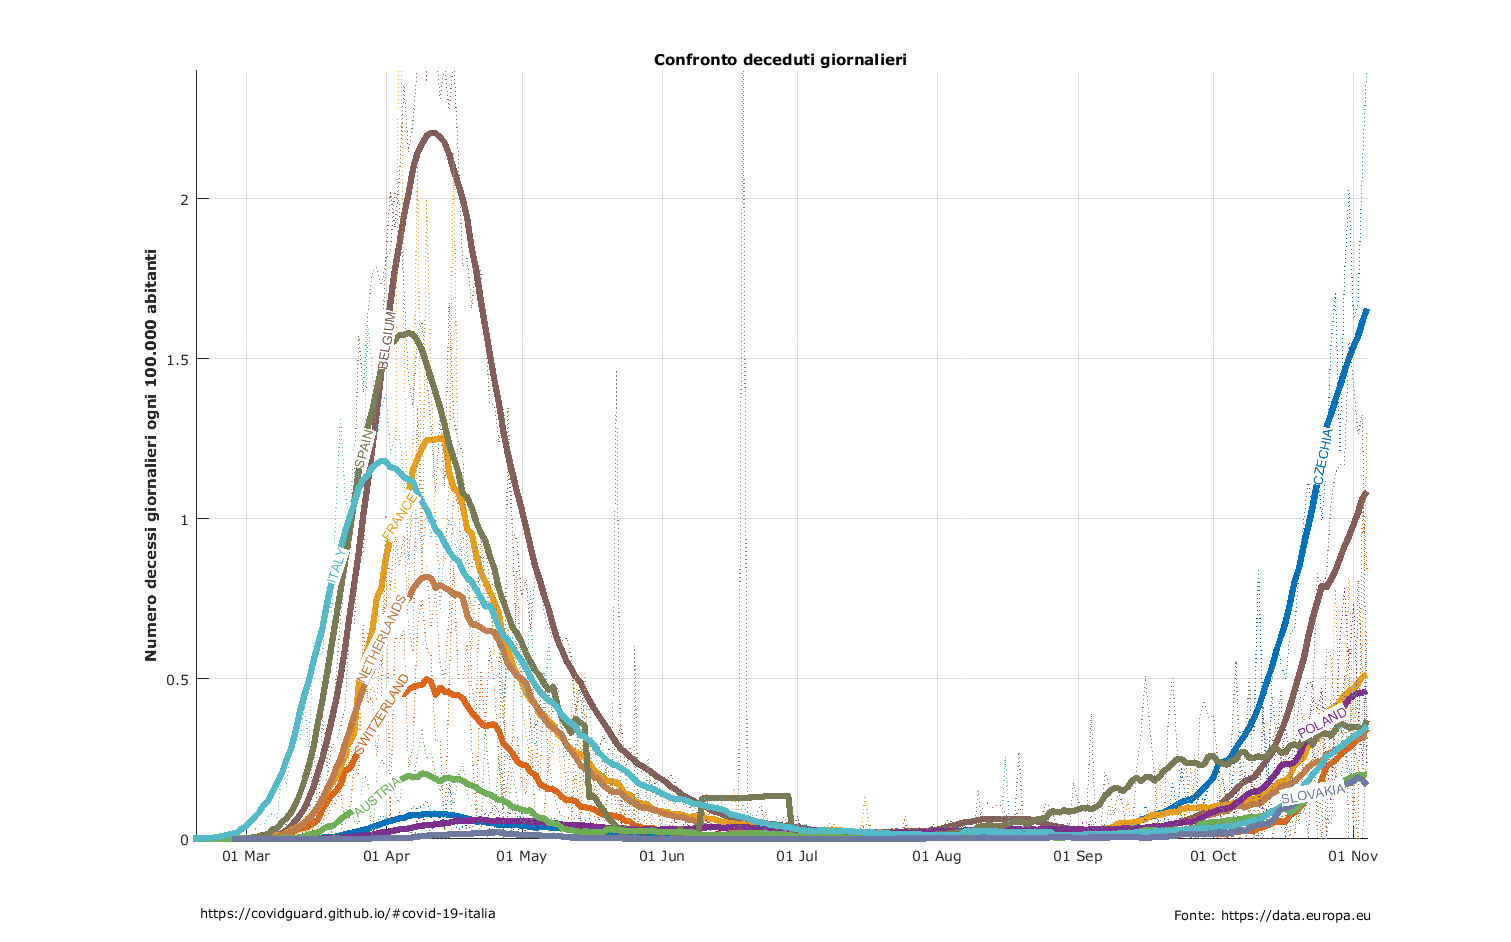 Confronto deceduti giornalieri
Numero decessi giornalieri ogni 100.000 abitanti
2
1.5
1
0.5
0
BELGIUM
SPAIN
ITALY
FRANCE
NETHERLANDS
SWITZERLAND
AUSTRIA
CZECHIA
POLAND
SLOVAKIA
01 Mar
01 Apr
01 May
01 Jun
01 Jul
01 Aug
01 Sep
01 Oct
01 Nov
https://covidguard.github.io/#covid-19-italia
Fonte: https://data.europa.eu